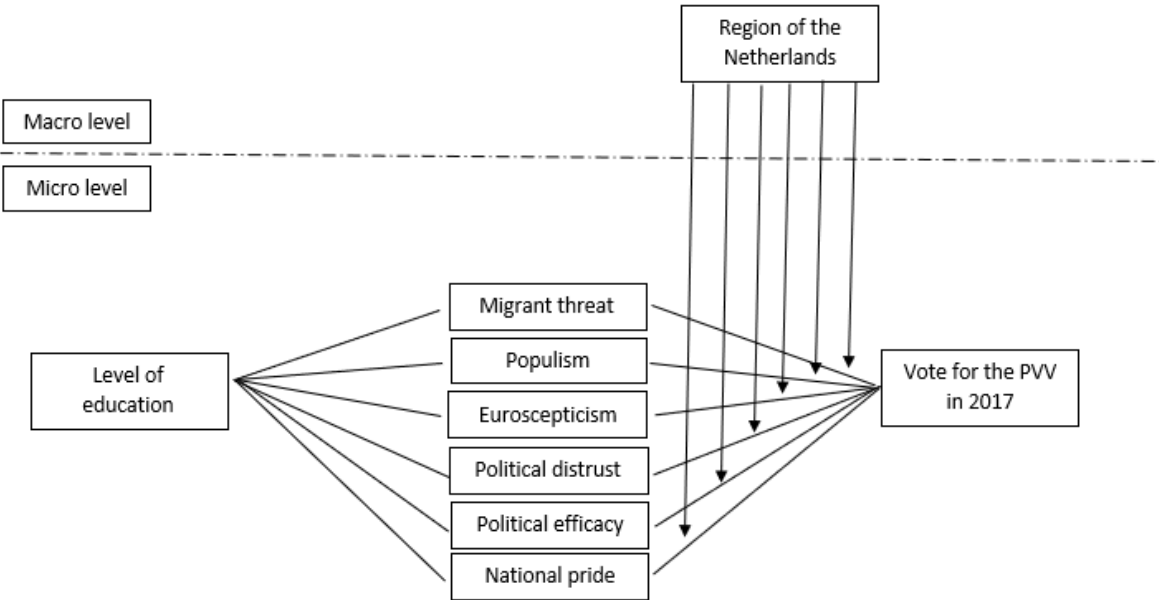 Region of the
Netherlands
Macro level
Micro level
Migrant threat
Populism
Euroscepticism
Political distrust
Political efficacy
National pride
Level of
education
Vote for the PVV
in 2017